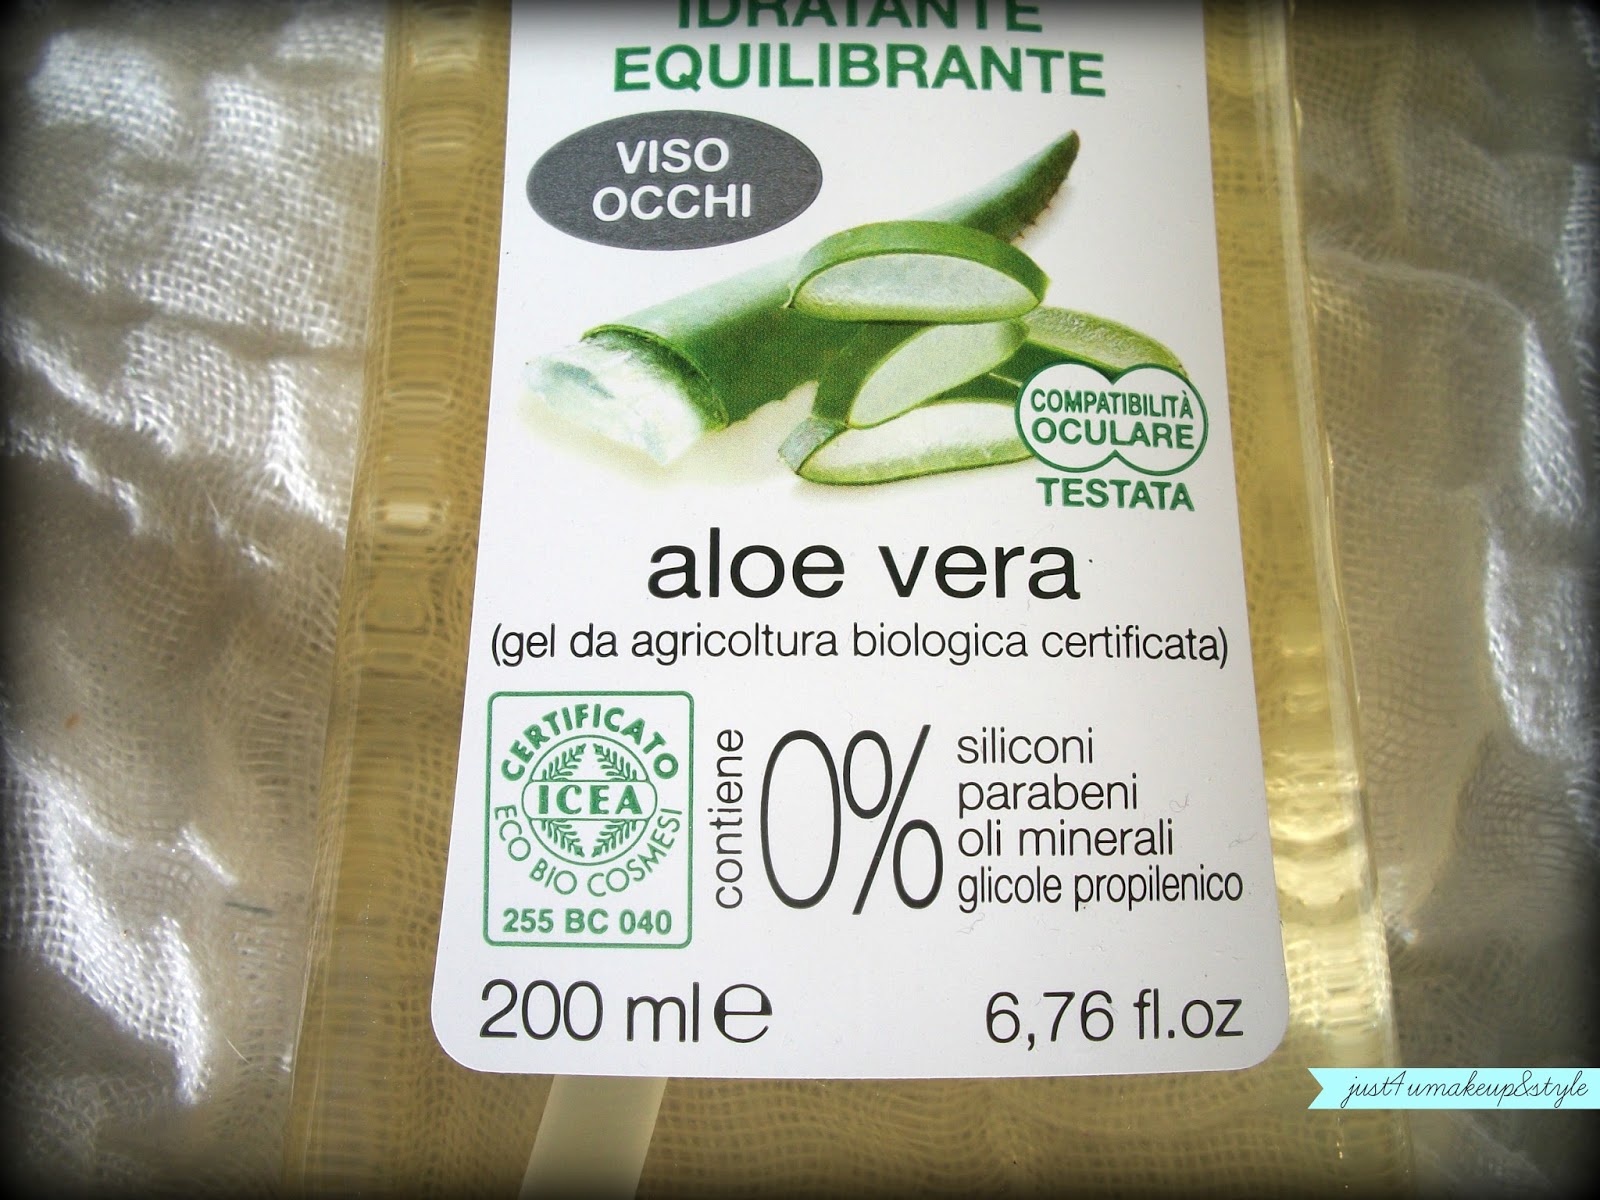 IDRATANTE
EQUILIBRANTE
VISO
OCCHI
COMPATIBILITÀ
OCULARE
TESTATA
aloe vera
(gel da agricoltura biologica certificata)
CERTIFICATO
ICEA
ECO BIO COSMESI
255 BC 040
contiene
0%
siliconi
parabeni
oli minerali
glicole propilenico
200 ml e
6,76 fl.oz
just4umakeup&style